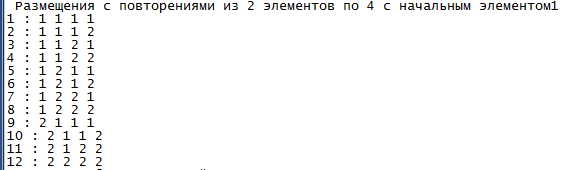 Размещения с повторениями из 2 элементов по 4 с начальным элементом1
1 : 1 1 1 1
2 : 1 1 1 2
3 : 1 1 2 1
4 : 1 1 2 2
5 : 1 2 1 1
6 : 1 2 1 2
7 : 1 2 2 1
8 : 1 2 2 2
9 : 2 1 1 1
10 : 2 1 1 2
11 : 2 1 2 2
12 : 2 2 2 2